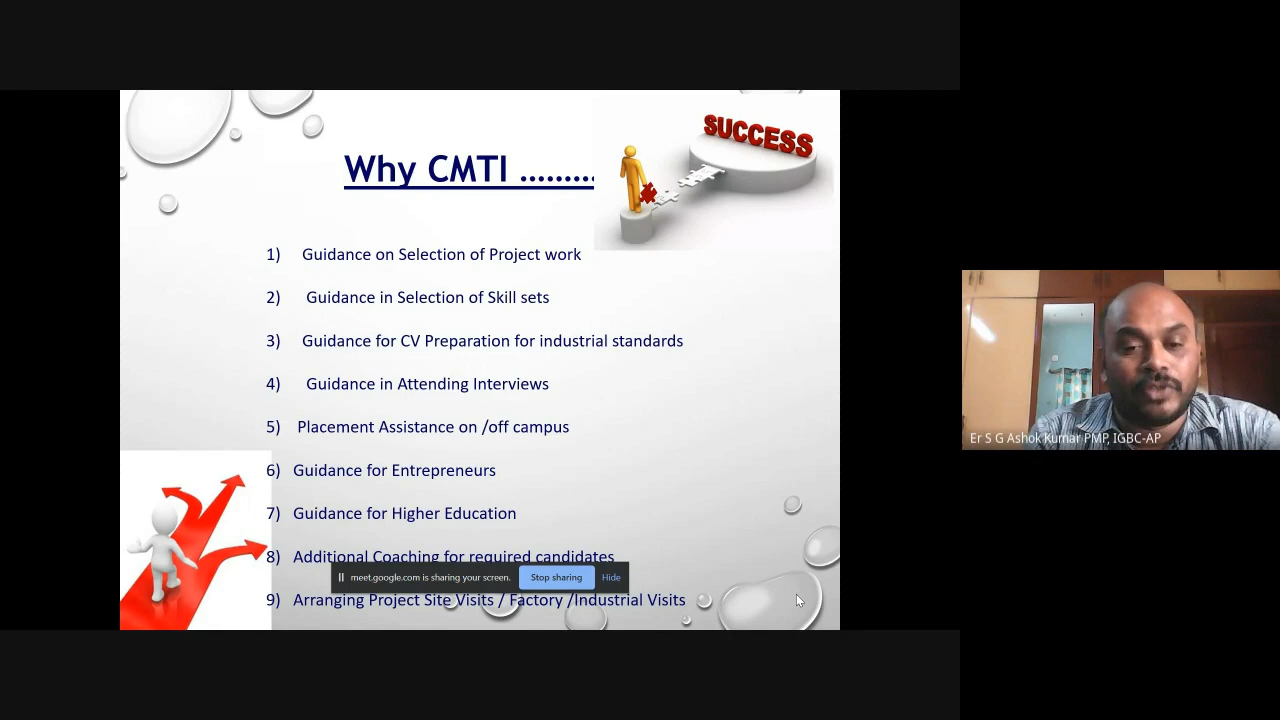 SUCCESS
Why CMTI .........
1) Guidance on Selection of Project work
2) Guidance in Selection of Skill sets
3) Guidance for CV Preparation for industrial standards
4) Guidance in Attending Interviews
5) Placement Assistance on /off campus
6) Guidance for Entrepreneurs
7) Guidance for Higher Education
8) Additional Coaching for required candidates
meet.google.com is sharing your screen. Stop sharing Hide
9) Arranging Project Site Visits / Factory /Industrial Visits
Er S G Ashok Kumar PMP, IGBC-AP